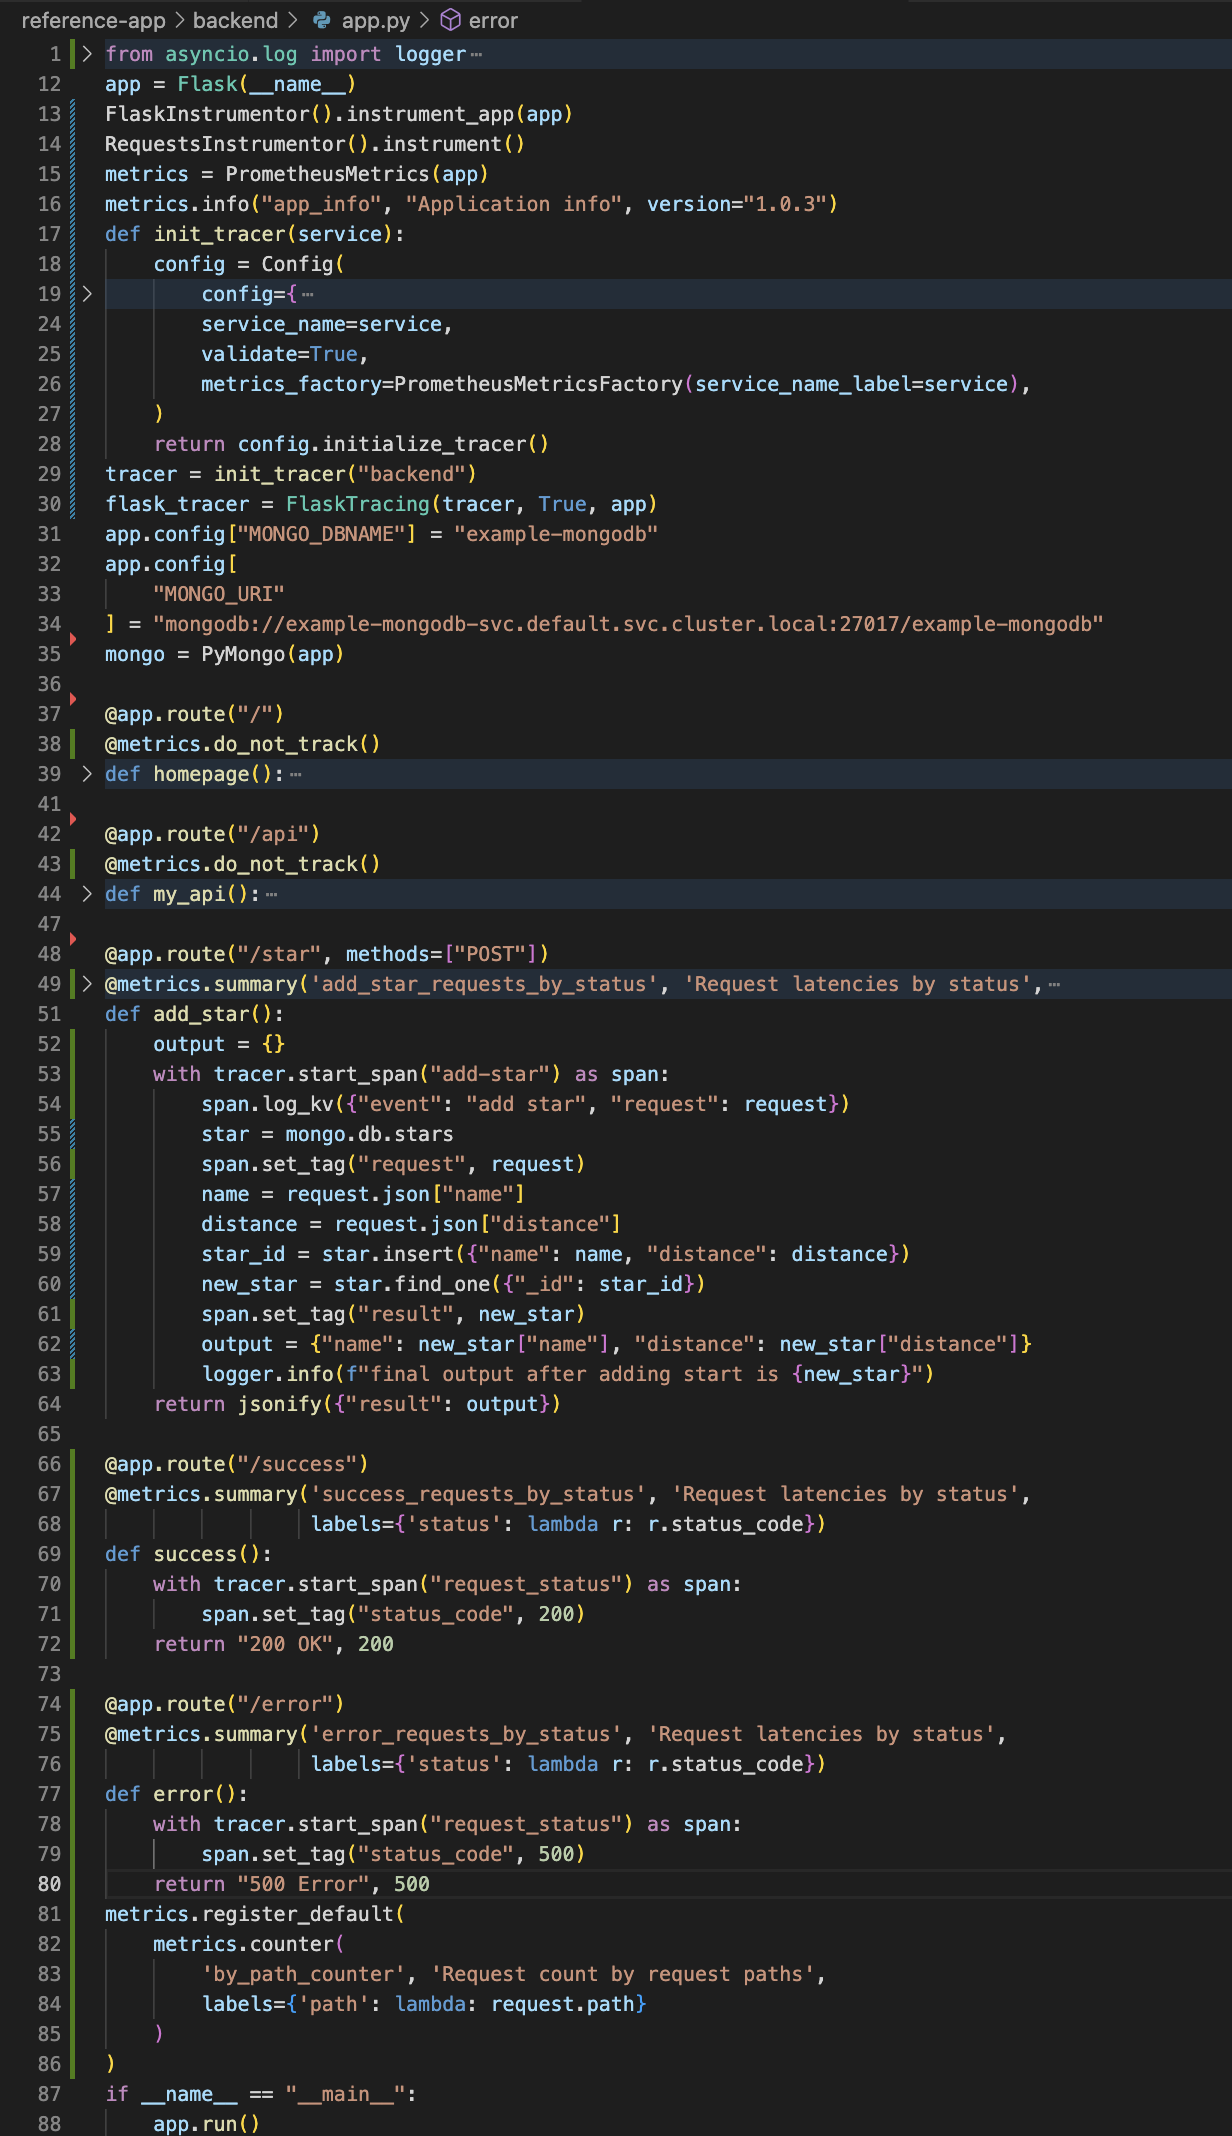 reference-app > backend > app.py > error
1 > from asyncio.log import logger ⋯
12 app = Flask(__name__)
13 FlaskInstrumentor().instrument_app(app)
14 RequestsInstrumentor().instrument()
15 metrics = PrometheusMetrics(app)
16 metrics.info("app_info", "Application info", version="1.0.3")
17 def init_tracer(service):
18     config = Config(
19 >         config={ ⋯
24         service_name=service,
25         validate=True,
26         metrics_factory=PrometheusMetricsFactory(service_name_label=service),
27     )
28     return config.initialize_tracer()
29 tracer = init_tracer("backend")
30 flask_tracer = FlaskTracing(tracer, True, app)
31 app.config["MONGO_DBNAME"] = "example-mongodb"
32 app.config[
33     "MONGO_URI"
34 ] = "mongodb://example-mongodb-svc.default.svc.cluster.local:27017/example-mongodb"
35 mongo = PyMongo(app)
36
37 @app.route("/")
38 @metrics.do_not_track()
39 > def homepage(): ⋯
41
42 @app.route("/api")
43 @metrics.do_not_track()
44 > def my_api(): ⋯
47
48 @app.route("/star", methods=["POST"])
49 > @metrics.summary('add_star_requests_by_status', 'Request latencies by status', ⋯
51 def add_star():
52     output = {}
53     with tracer.start_span("add-star") as span:
54         span.log_kv({"event": "add star", "request": request})
55         star = mongo.db.stars
56         span.set_tag("request", request)
57         name = request.json["name"]
58         distance = request.json["distance"]
59         star_id = star.insert({"name": name, "distance": distance})
60         new_star = star.find_one({"_id": star_id})
61         span.set_tag("result", new_star)
62         output = {"name": new_star["name"], "distance": new_star["distance"]}
63         logger.info(f"final output after adding start is {new_star}")
64     return jsonify({"result": output})
65
66 @app.route("/success")
67 @metrics.summary('success_requests_by_status', 'Request latencies by status',
68                  labels={'status': lambda r: r.status_code})
69 def success():
70     with tracer.start_span("request_status") as span:
71         span.set_tag("status_code", 200)
72     return "200 OK", 200
73
74 @app.route("/error")
75 @metrics.summary('error_requests_by_status', 'Request latencies by status',
76                  labels={'status': lambda r: r.status_code})
77 def error():
78     with tracer.start_span("request_status") as span:
79         span.set_tag("status_code", 500)
80     return "500 Error", 500
81 metrics.register_default(
82     metrics.counter(
83         'by_path_counter', 'Request count by request paths',
84         labels={'path': lambda: request.path}
85     )
86 )
87 if __name__ == "__main__":
88     app.run()